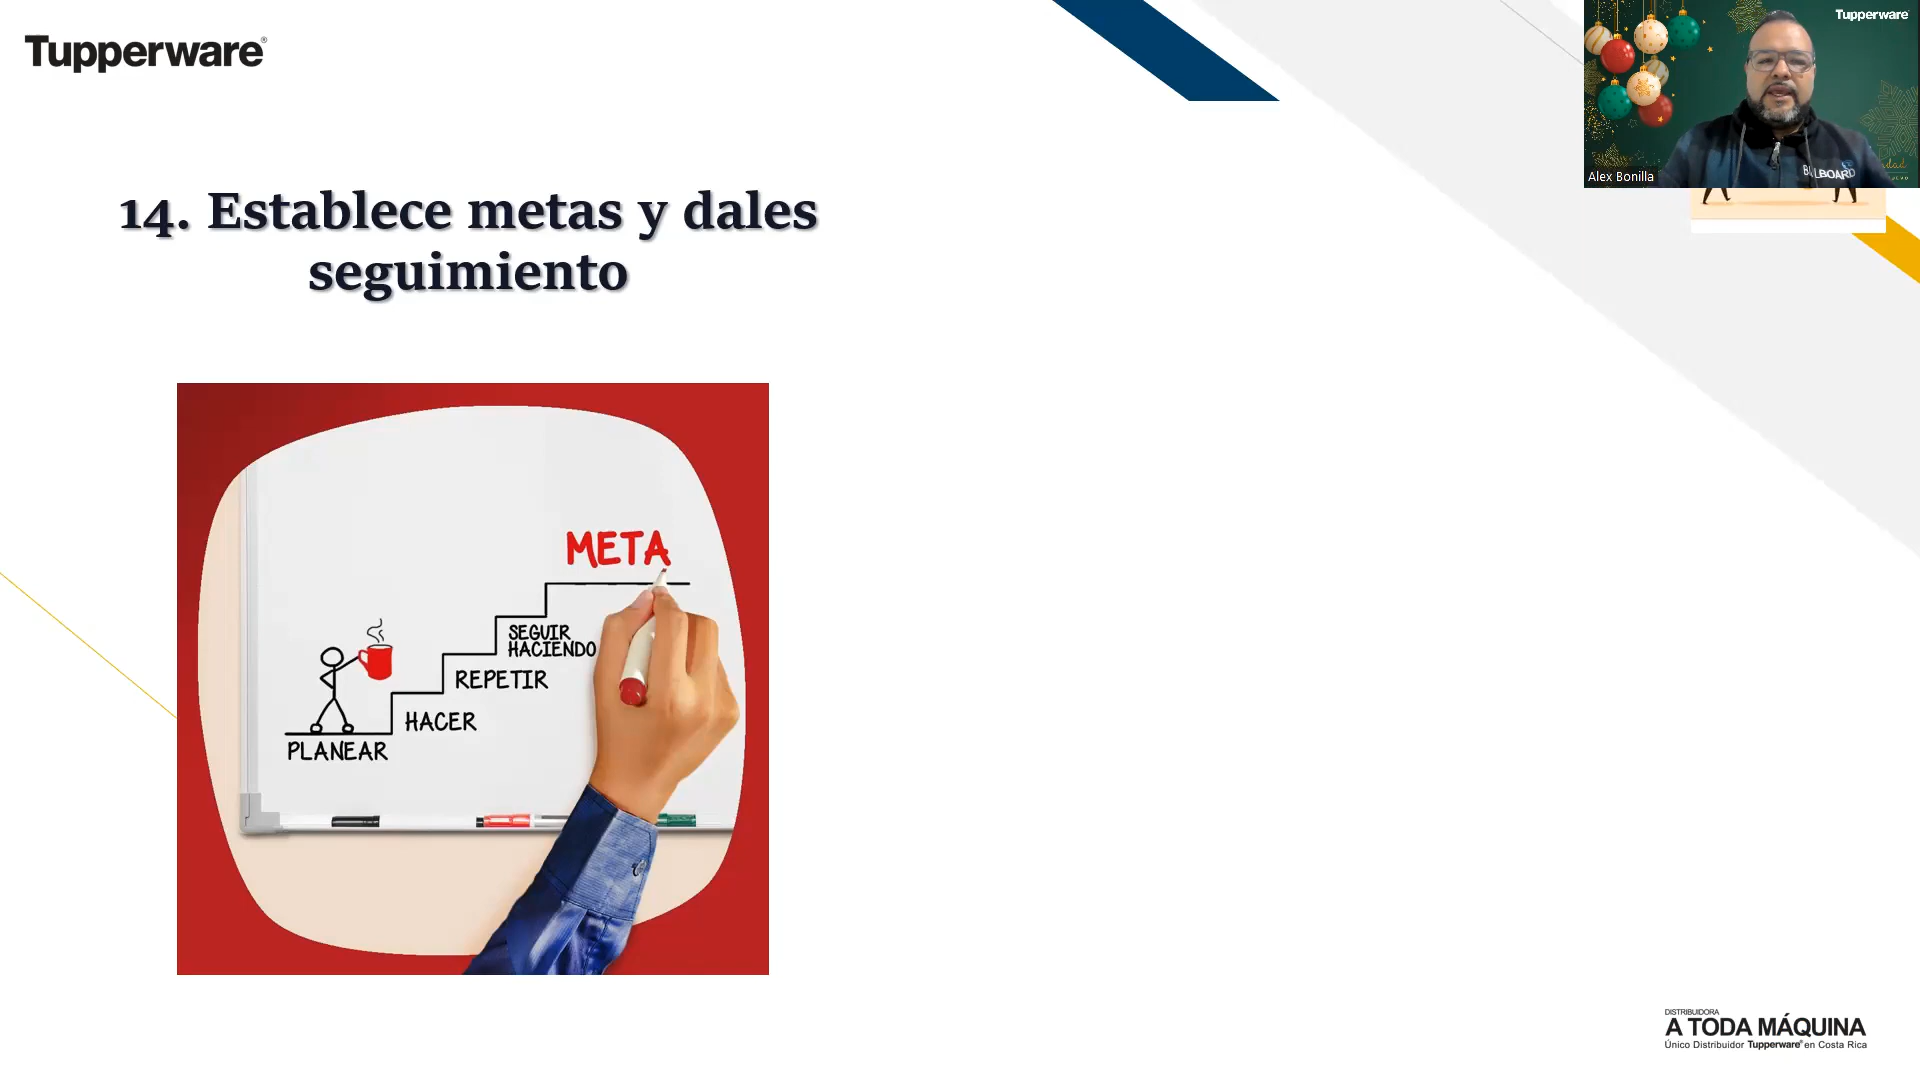 Tupperware®
Tupperware
BILLBOARD
Alex Bonilla
14. Establece metas y dales
seguimiento
META
SEGUIR
HACIENDO
REPETIR
HACER
PLANEAR
DISTRIBUIDORA
A TODA MÁQUINA
Único Distribuidor Tupperware® en Costa Rica